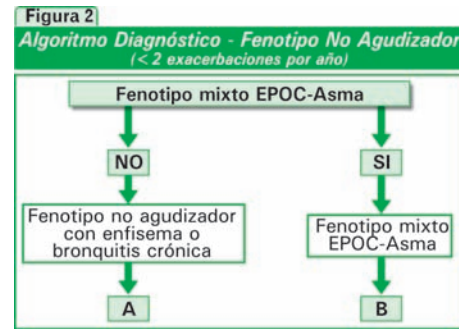 Figura 2
Algoritmo Diagnóstico - Fenotipo No Agudizador
(< 2 exacerbaciones por año)
Fenotipo mixto EPOC-Asma
NO
SI
Fenotipo no agudizador
con enfisema o
bronquitis crónica
Fenotipo mixto
EPOC-Asma
A
B